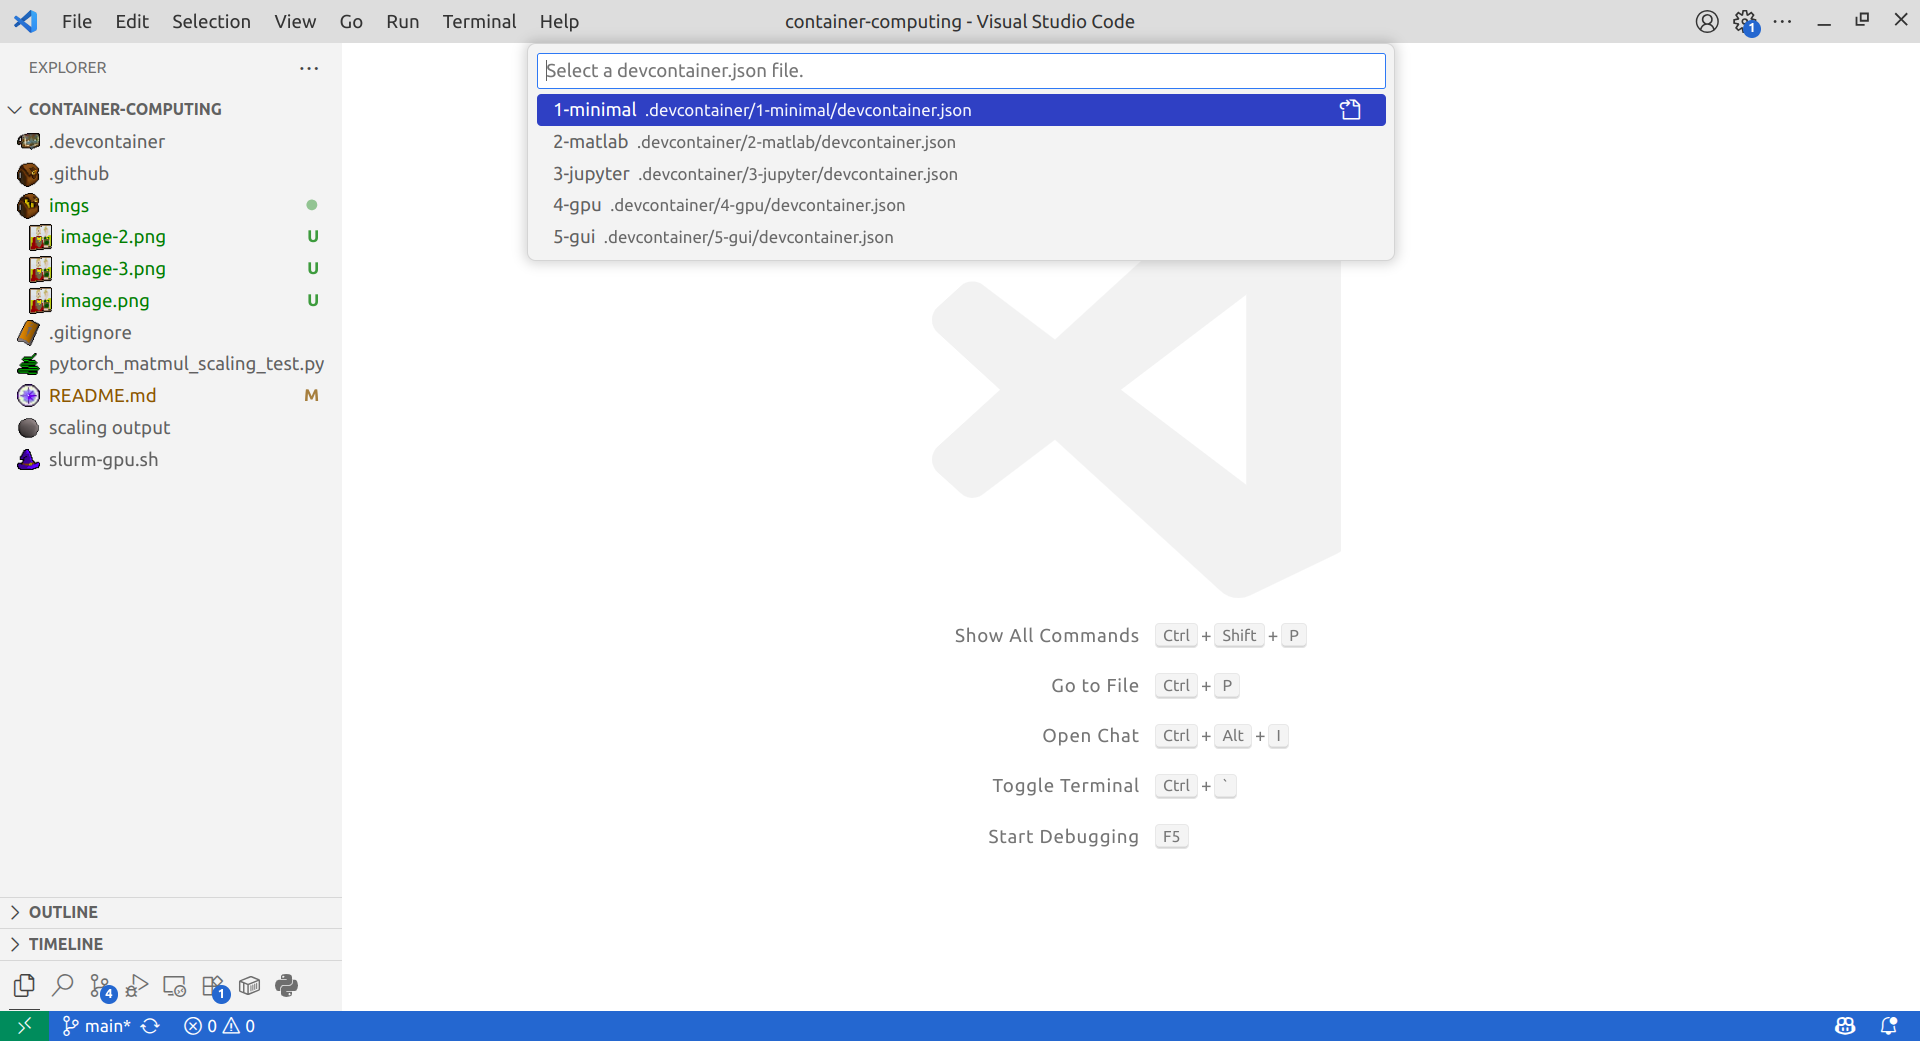 File Edit Selection View Go Run Terminal Help container-computing - Visual Studio Code
1
EXPLORER
CONTAINER-COMPUTING
.devcontainer
.github
imgs
image-2.png U
image-3.png U
image.png U
.gitignore
pytorch_matmul_scaling_test.py
README.md M
scaling output
slurm-gpu.sh
OUTLINE
TIMELINE
4 1
Select a devcontainer.json file.
1-minimal .devcontainer/1-minimal/devcontainer.json
2-matlab .devcontainer/2-matlab/devcontainer.json
3-jupyter .devcontainer/3-jupyter/devcontainer.json
4-gpu .devcontainer/4-gpu/devcontainer.json
5-gui .devcontainer/5-gui/devcontainer.json
Show All Commands Ctrl + Shift + P
Go to File Ctrl + P
Open Chat Ctrl + Alt + I
Toggle Terminal Ctrl + `
Start Debugging F5
main* 0 0